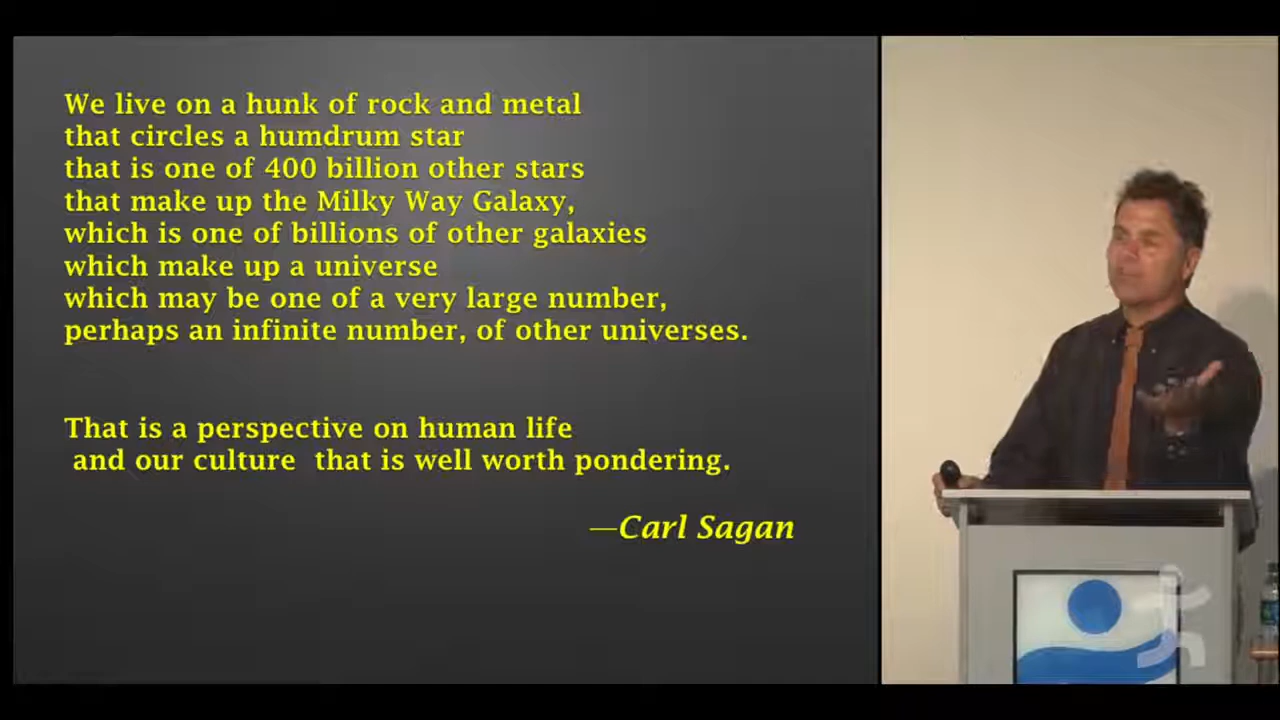 We live on a hunk of rock and metal
that circles a humdrum star
that is one of 400 billion other stars
that make up the Milky Way Galaxy,
which is one of billions of other galaxies
which make up a universe
which may be one of a very large number,
perhaps an infinite number, of other universes.
That is a perspective on human life
and our culture that is well worth pondering.
—Carl Sagan